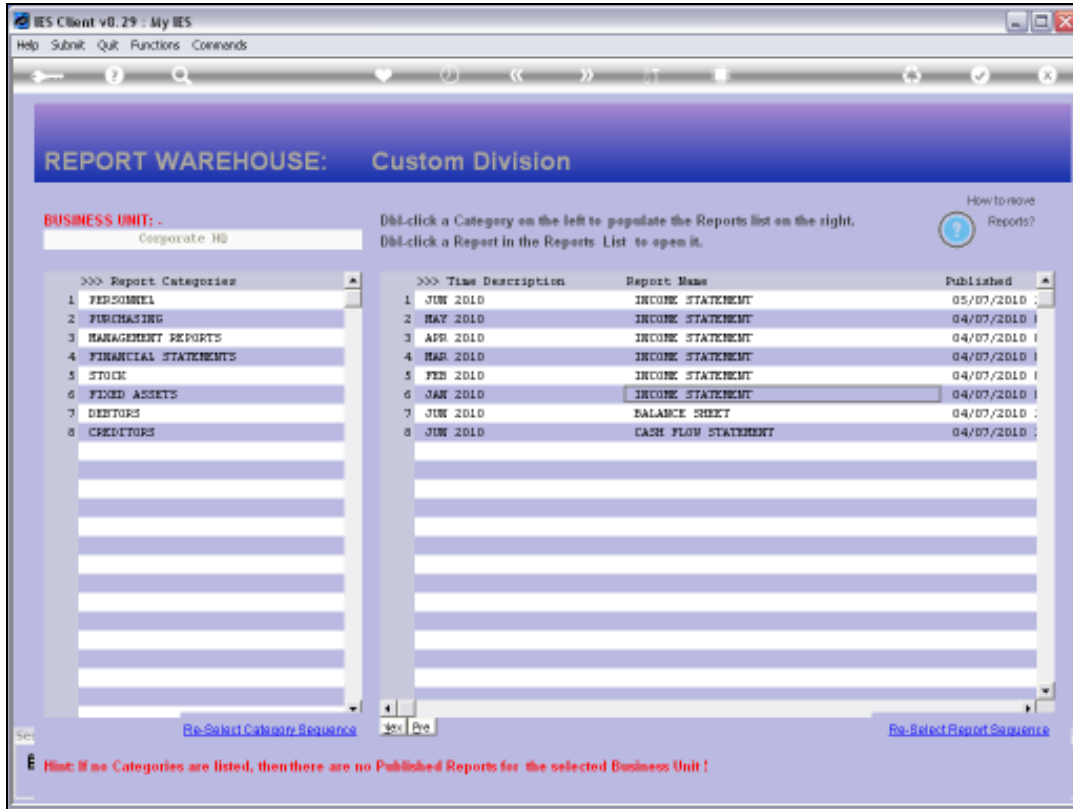 IES Client v8.29 : My IES
Help Submit Quit Functions Commands
REPORT WAREHOUSE: Custom Division
How to move
Reports?
BUSINESS UNIT: -
Corporate HQ
Dbl-click a Category on the left to populate the Reports list on the right.
Dbl-click a Report in the Reports List to open it.
>>> Report Categories
1 PERSONNEL
2 PURCHASING
3 MANAGEMENT REPORTS
4 FINANCIAL STATEMENTS
5 STOCK
6 FIXED ASSETS
7 DEBTORS
8 CREDITORS
>>> Time Description Report Name Published
1 JUN 2010 INCOME STATEMENT 05/07/2010
2 MAY 2010 INCOME STATEMENT 04/07/2010
3 APR 2010 INCOME STATEMENT 04/07/2010
4 MAR 2010 INCOME STATEMENT 04/07/2010
5 FEB 2010 INCOME STATEMENT 04/07/2010
6 JAN 2010 INCOME STATEMENT 04/07/2010
7 JUN 2010 BALANCE SHEET 04/07/2010
8 JUN 2010 CASH FLOW STATEMENT 04/07/2010
Re-Select Category Sequence
Pre
Re-Select Report Sequence
Hint: If no Categories are listed, then there are no Published Reports for the selected Business Unit !